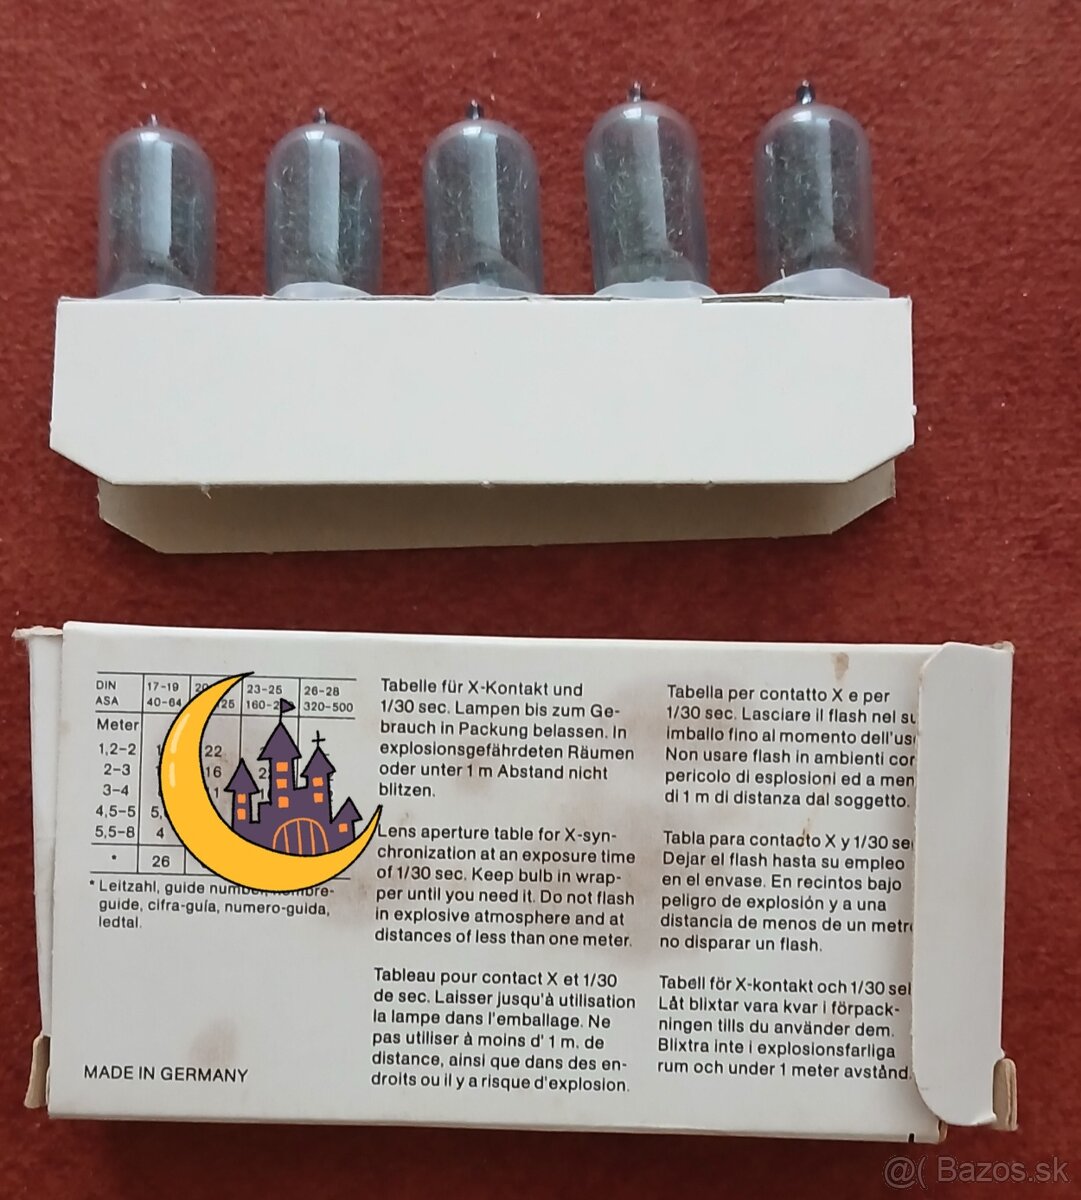 DIN 17-19 23-25 26-28
ASA 40-64 320-500
Meter
1,2-2 22
2-3 16
3-4
4,5-5
5,5-8 4
* 26
* Leitzahl, guide number,
guide, cifra-guía, numero-guida,
ledtal.
MADE IN GERMANY
Tabelle für X-Kontakt und
1/30 sec. Lampen bis zum Ge-
brauch in Packung belassen. In
explosionsgefährdeten Räumen
oder unter 1 m Abstand nicht
blitzen.
Lens aperture table for X-syn-
chronization at an exposure time
of 1/30 sec. Keep bulb in wrap-
per until you need it. Do not flash
in explosive atmosphere and at
distances of less than one meter.
Tableau pour contact X et 1/30
de sec. Laisser jusqu'à utilisation
la lampe dans l'emballage. Ne
pas utiliser à moins d' 1 m. de
distance, ainsi que dans des en-
droits ou il y a risque d'explosion.
Tabella per contatto X e per
1/30 sec. Lasciare il flash nel
imballo fino al momento
Non usare flash in ambienti
pericolo di esplosioni ed a
di 1 m di distanza dal soggetto.
Tabla para contacto X y 1/30
Dejar el flash hasta su empleo
en el envase. En recintos bajo
peligro de explosión y a una
distancia de menos de un
no disparar un flash.
Tabell för X-kontakt och 1/30
Låt blixtar vara kvar i förpack-
ningen tills du använder dem.
Blixtra inte i explosionsfarliga
rum och under 1 meter avstånd.
@( Bazos.sk